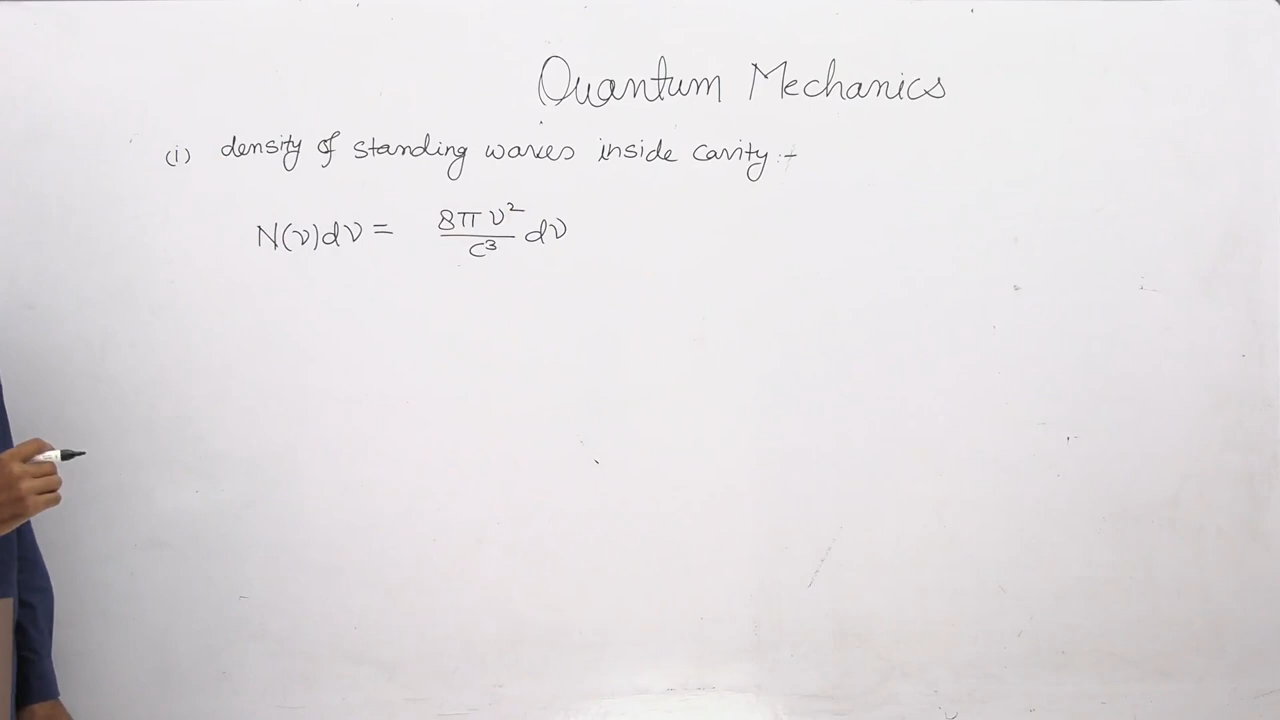 Quantum Mechanics
(i) density of standing waves inside cavity :-
N(ν)dν = 8πν²/c³ dν